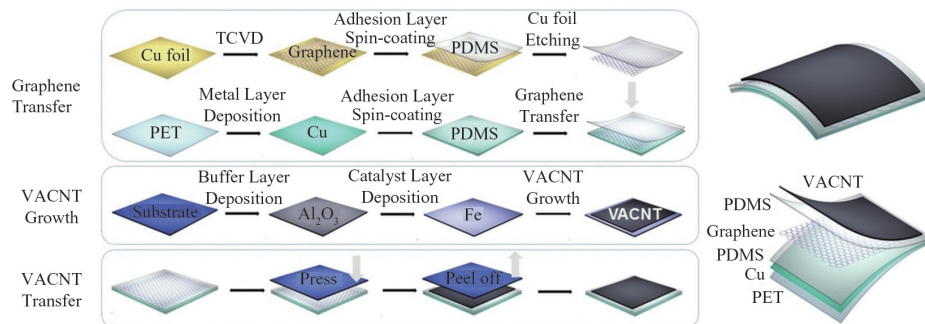 Graphene
Transfer
Cu foil
TCVD
Graphene
Adhesion Layer
Spin-coating
PDMS
Cu foil
Etching
PET
Metal Layer
Deposition
Cu
Adhesion Layer
Spin-coating
PDMS
Graphene
Transfer
VACNT
Growth
Substrate
Buffer Layer
Deposition
Al₂O₃
Catalyst Layer
Deposition
Fe
VACNT
Growth
VACNT
VACNT
Transfer
Press
Peel off
VACNT
PDMS
Graphene
PDMS
Cu
PET